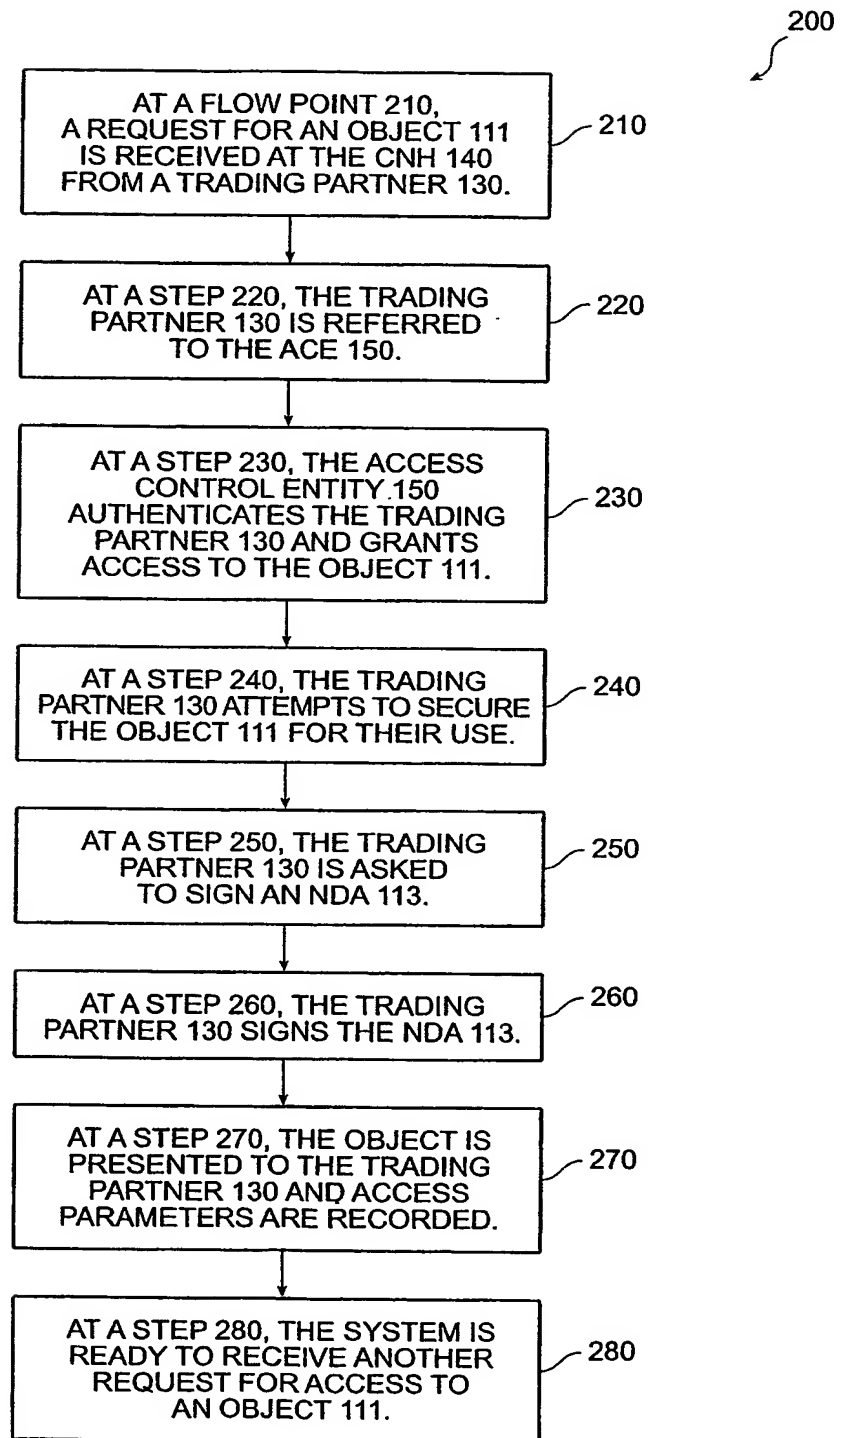 200
AT A FLOW POINT 210,
A REQUEST FOR AN OBJECT 111
IS RECEIVED AT THE CNH 140
FROM A TRADING PARTNER 130.
210
AT A STEP 220, THE TRADING
PARTNER 130 IS REFERRED
TO THE ACE 150.
220
AT A STEP 230, THE ACCESS
CONTROL ENTITY.150
AUTHENTICATES THE TRADING
PARTNER 130 AND GRANTS
ACCESS TO THE OBJECT 111.
230
AT A STEP 240, THE TRADING
PARTNER 130 ATTEMPTS TO SECURE
THE OBJECT 111 FOR THEIR USE.
240
AT A STEP 250, THE TRADING
PARTNER 130 IS ASKED
TO SIGN AN NDA 113.
250
AT A STEP 260, THE TRADING
PARTNER 130 SIGNS THE NDA 113.
260
AT A STEP 270, THE OBJECT IS
PRESENTED TO THE TRADING
PARTNER 130 AND ACCESS
PARAMETERS ARE RECORDED.
270
AT A STEP 280, THE SYSTEM IS
READY TO RECEIVE ANOTHER
REQUEST FOR ACCESS TO
AN OBJECT 111.
280